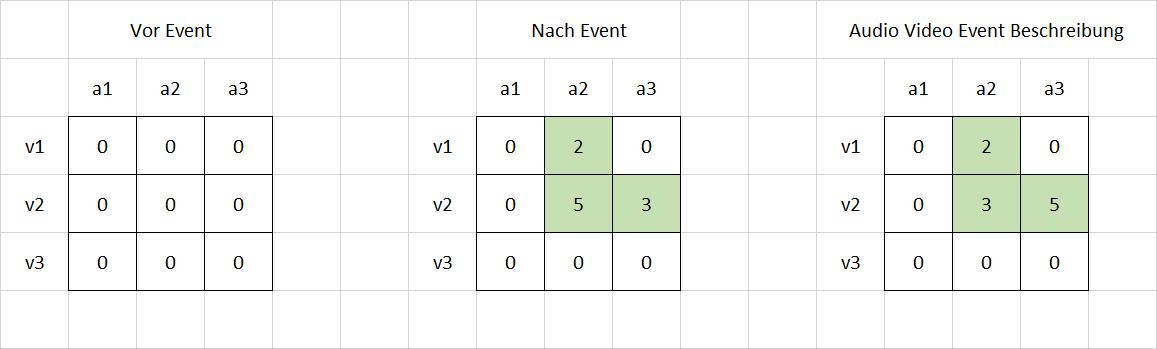 Vor Event Nach Event Audio Video Event Beschreibung
a1 a2 a3 a1 a2 a3 a1 a2 a3
v1 0 0 0 v1 0 2 0 v1 0 2 0
v2 0 0 0 v2 0 5 3 v2 0 3 5
v3 0 0 0 v3 0 0 0 v3 0 0 0